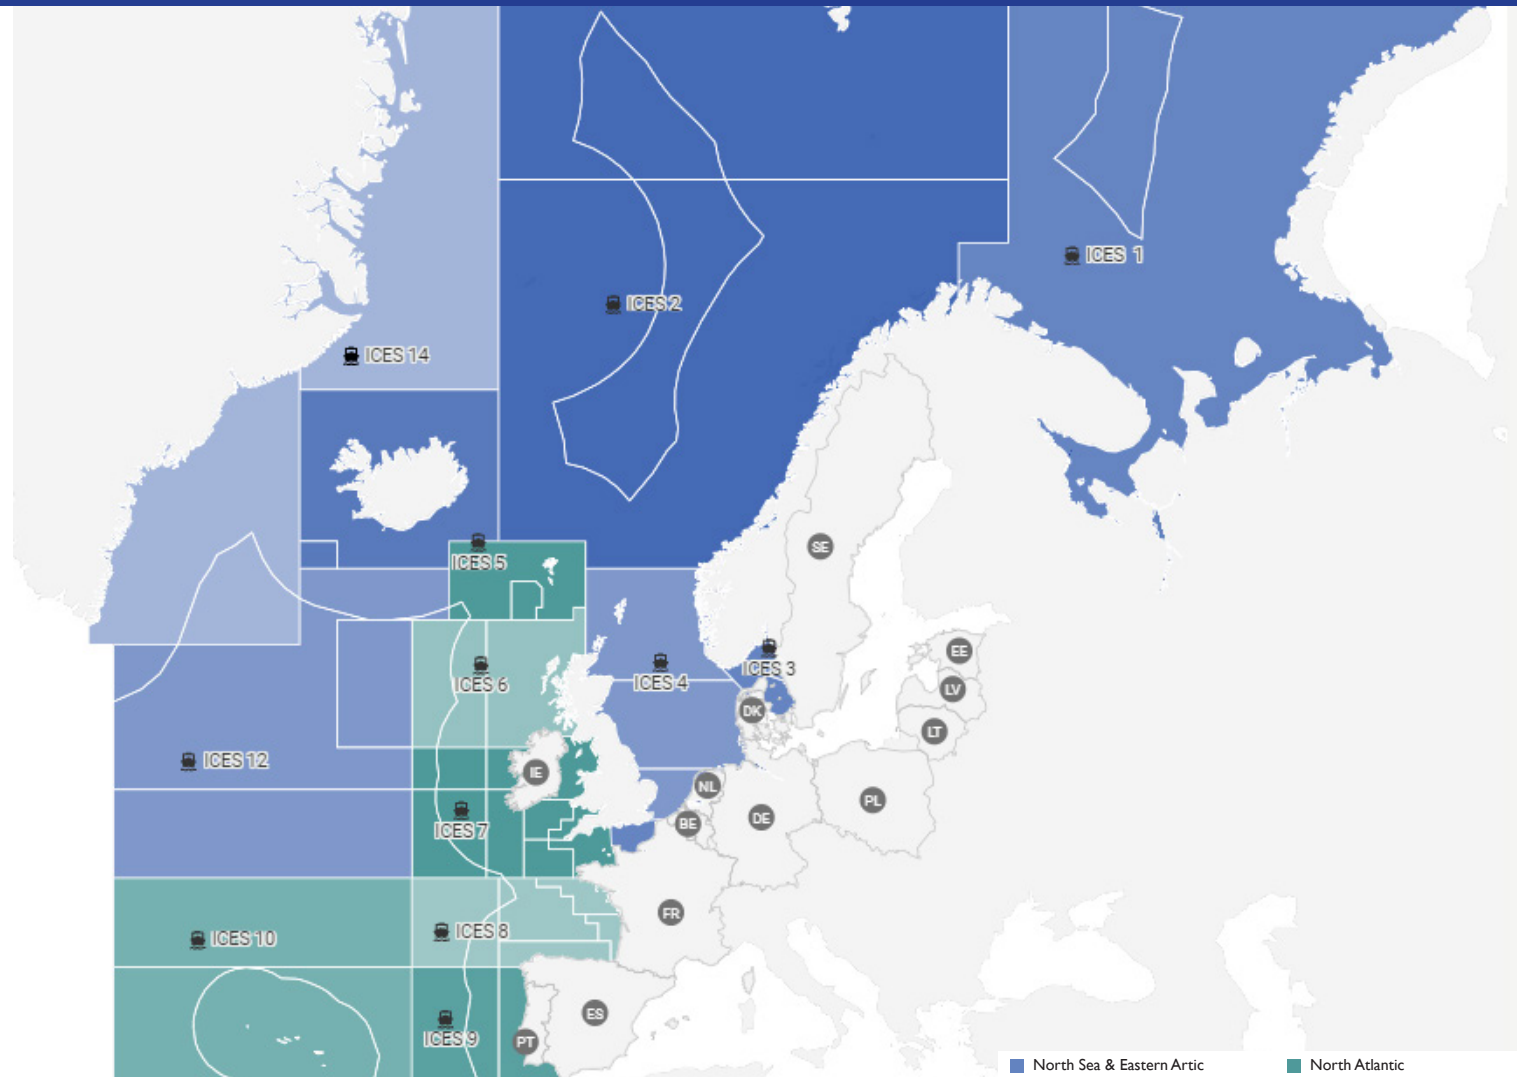 ICES 1
ICES 2
ICES 14
SE
ICES 5
EE
ICES 3
ICES 6
ICES 4
LV
DK
LT
ICES 12
IE
NL
PL
DE
BE
ICES 7
FR
ICES 8
ICES 10
ES
ICES 9
PT
North Sea & Eastern Artic
North Atlantic